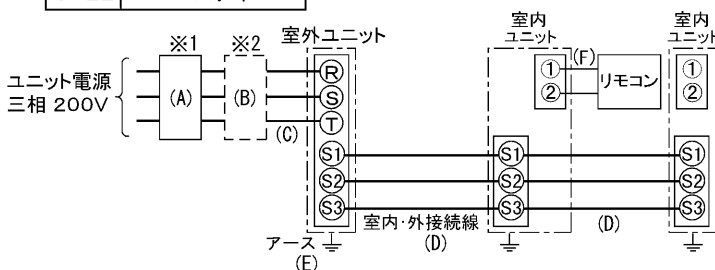 ※1
※2
室外ユニット
室内
ユニット
室内
ユニット
ユニット電源
三相 200V
(A)
(B)
(C)
R
S
T
① 
②
(F)
リモコン
①
②
S1
S2
S3
S1
S2
S3
S1
S2
S3
室内・外接続線
(D)
(D)
アース
(E)